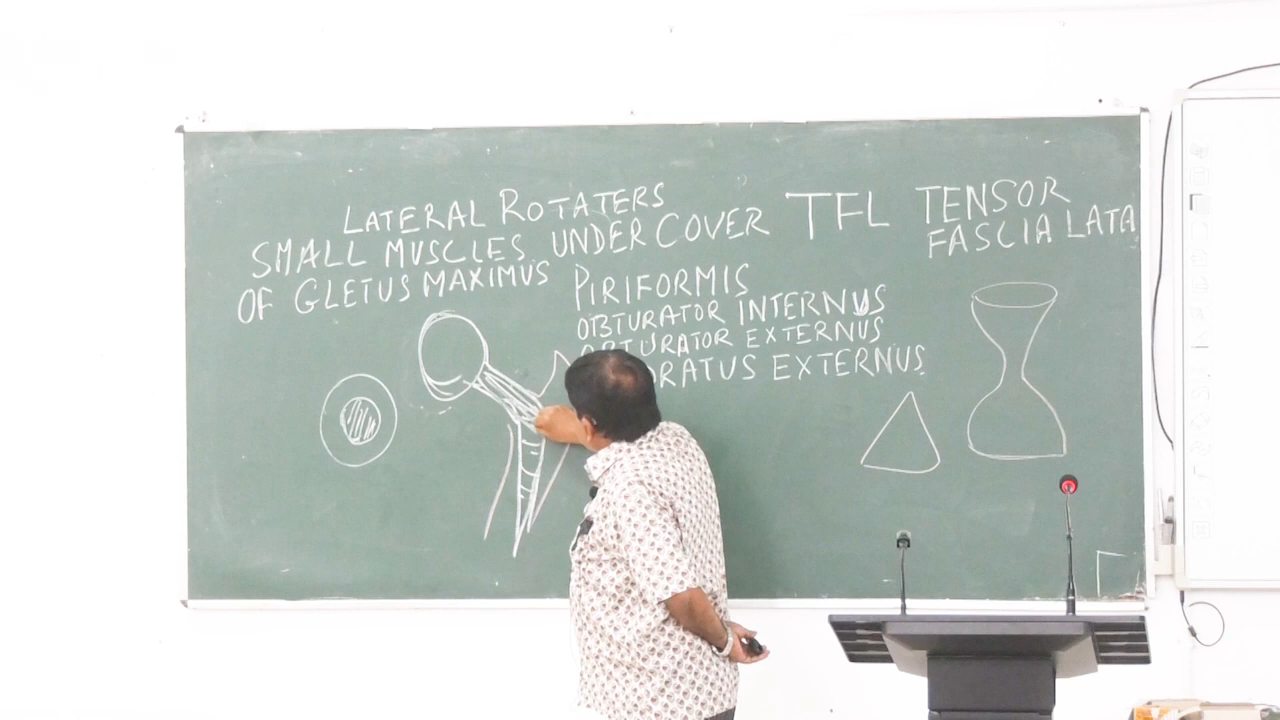 LATERAL ROTATERS
SMALL MUSCLES UNDER COVER
OF GLETUS MAXIMUS
PIRIFORMIS
OBTURATOR INTERNUS
OBTURATOR EXTERNUS
EXTERNUS
TFL
TENSOR
FASCIA LATA